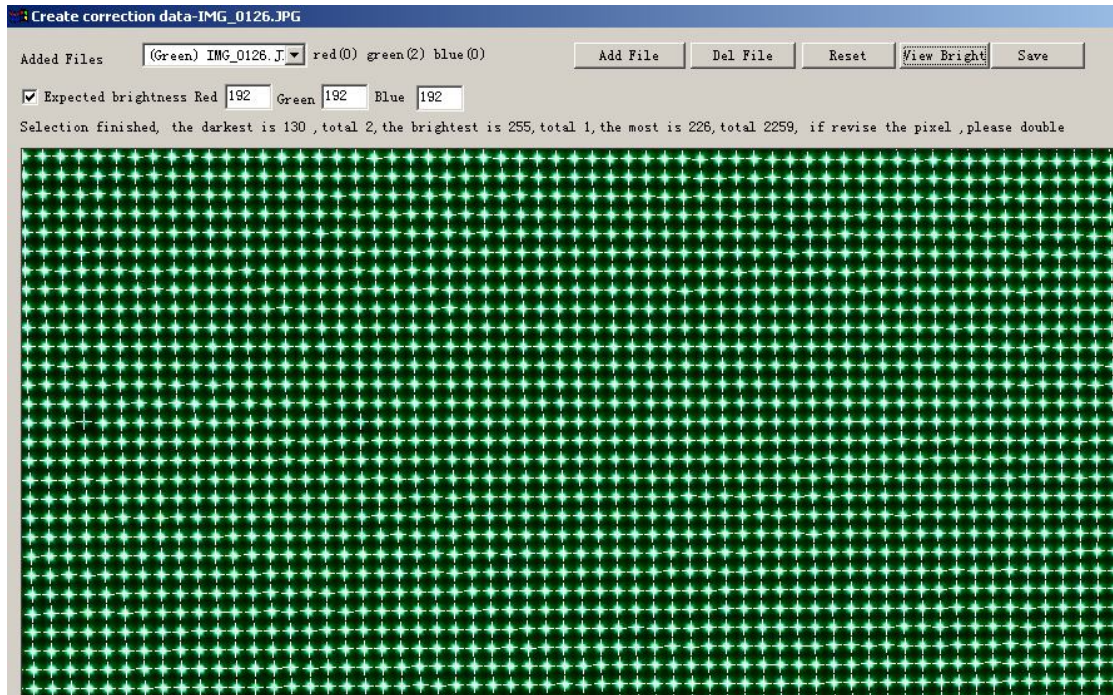 Create correction data-IMG_0126.JPG
Added Files (Green) IMG_0126.J red(0) green(2) blue(0) Add File Del File Reset View Bright Save
Expected brightness Red 192 Green 192 Blue 192
Selection finished, the darkest is 130 ,total 2,the brightest is 255,total 1,the most is 226,total 2259, if revise the pixel ,please double